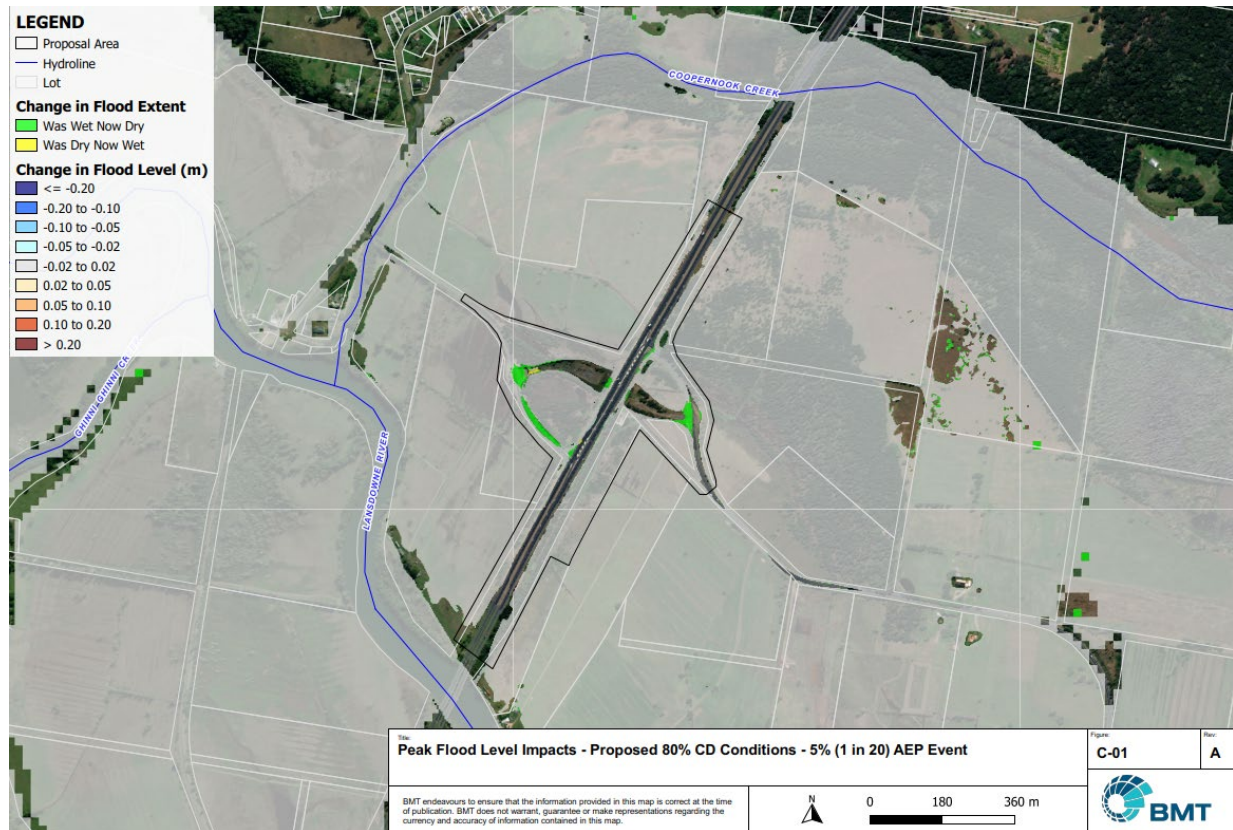 LEGEND
Proposal Area
Hydroline
Lot
Change in Flood Extent
Was Wet Now Dry
Was Dry Now Wet
Change in Flood Level (m)
<= -0.20
-0.20 to -0.10
-0.10 to -0.05
-0.05 to -0.02
-0.02 to 0.02
0.02 to 0.05
0.05 to 0.10
0.10 to 0.20
> 0.20
COOPERNOOK CREEK
GHINNI GHINNI CR
LANSDOWNE RIVER
Title:
Peak Flood Level Impacts - Proposed 80% CD Conditions - 5% (1 in 20) AEP Event
Figure:
C-01
Rev:
A
BMT endeavours to ensure that the information provided in this map is correct at the time
of publication. BMT does not warrant, guarantee or make representations regarding the
currency and accuracy of information contained in this map.
N
0 180 360 m
BMT